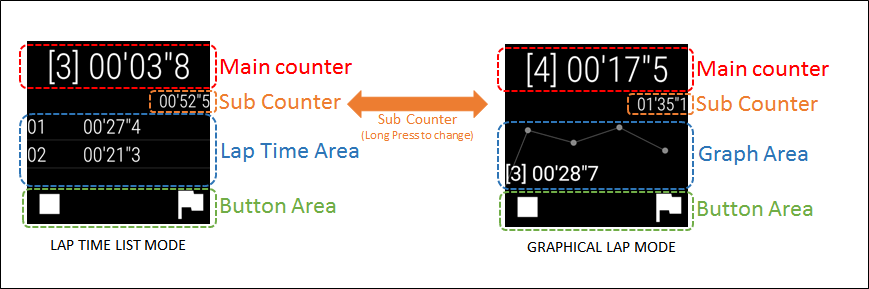 [3] 00'03"8
Main counter
00'52"5
Sub Counter
01 00'27"4
02 00'21"3
Lap Time Area
Button Area
LAP TIME LIST MODE
Sub Counter
(Long Press to change)
[4] 00'17"5
Main counter
01'35"1
Sub Counter
Graph Area
[3] 00'28"7
Button Area
GRAPHICAL LAP MODE